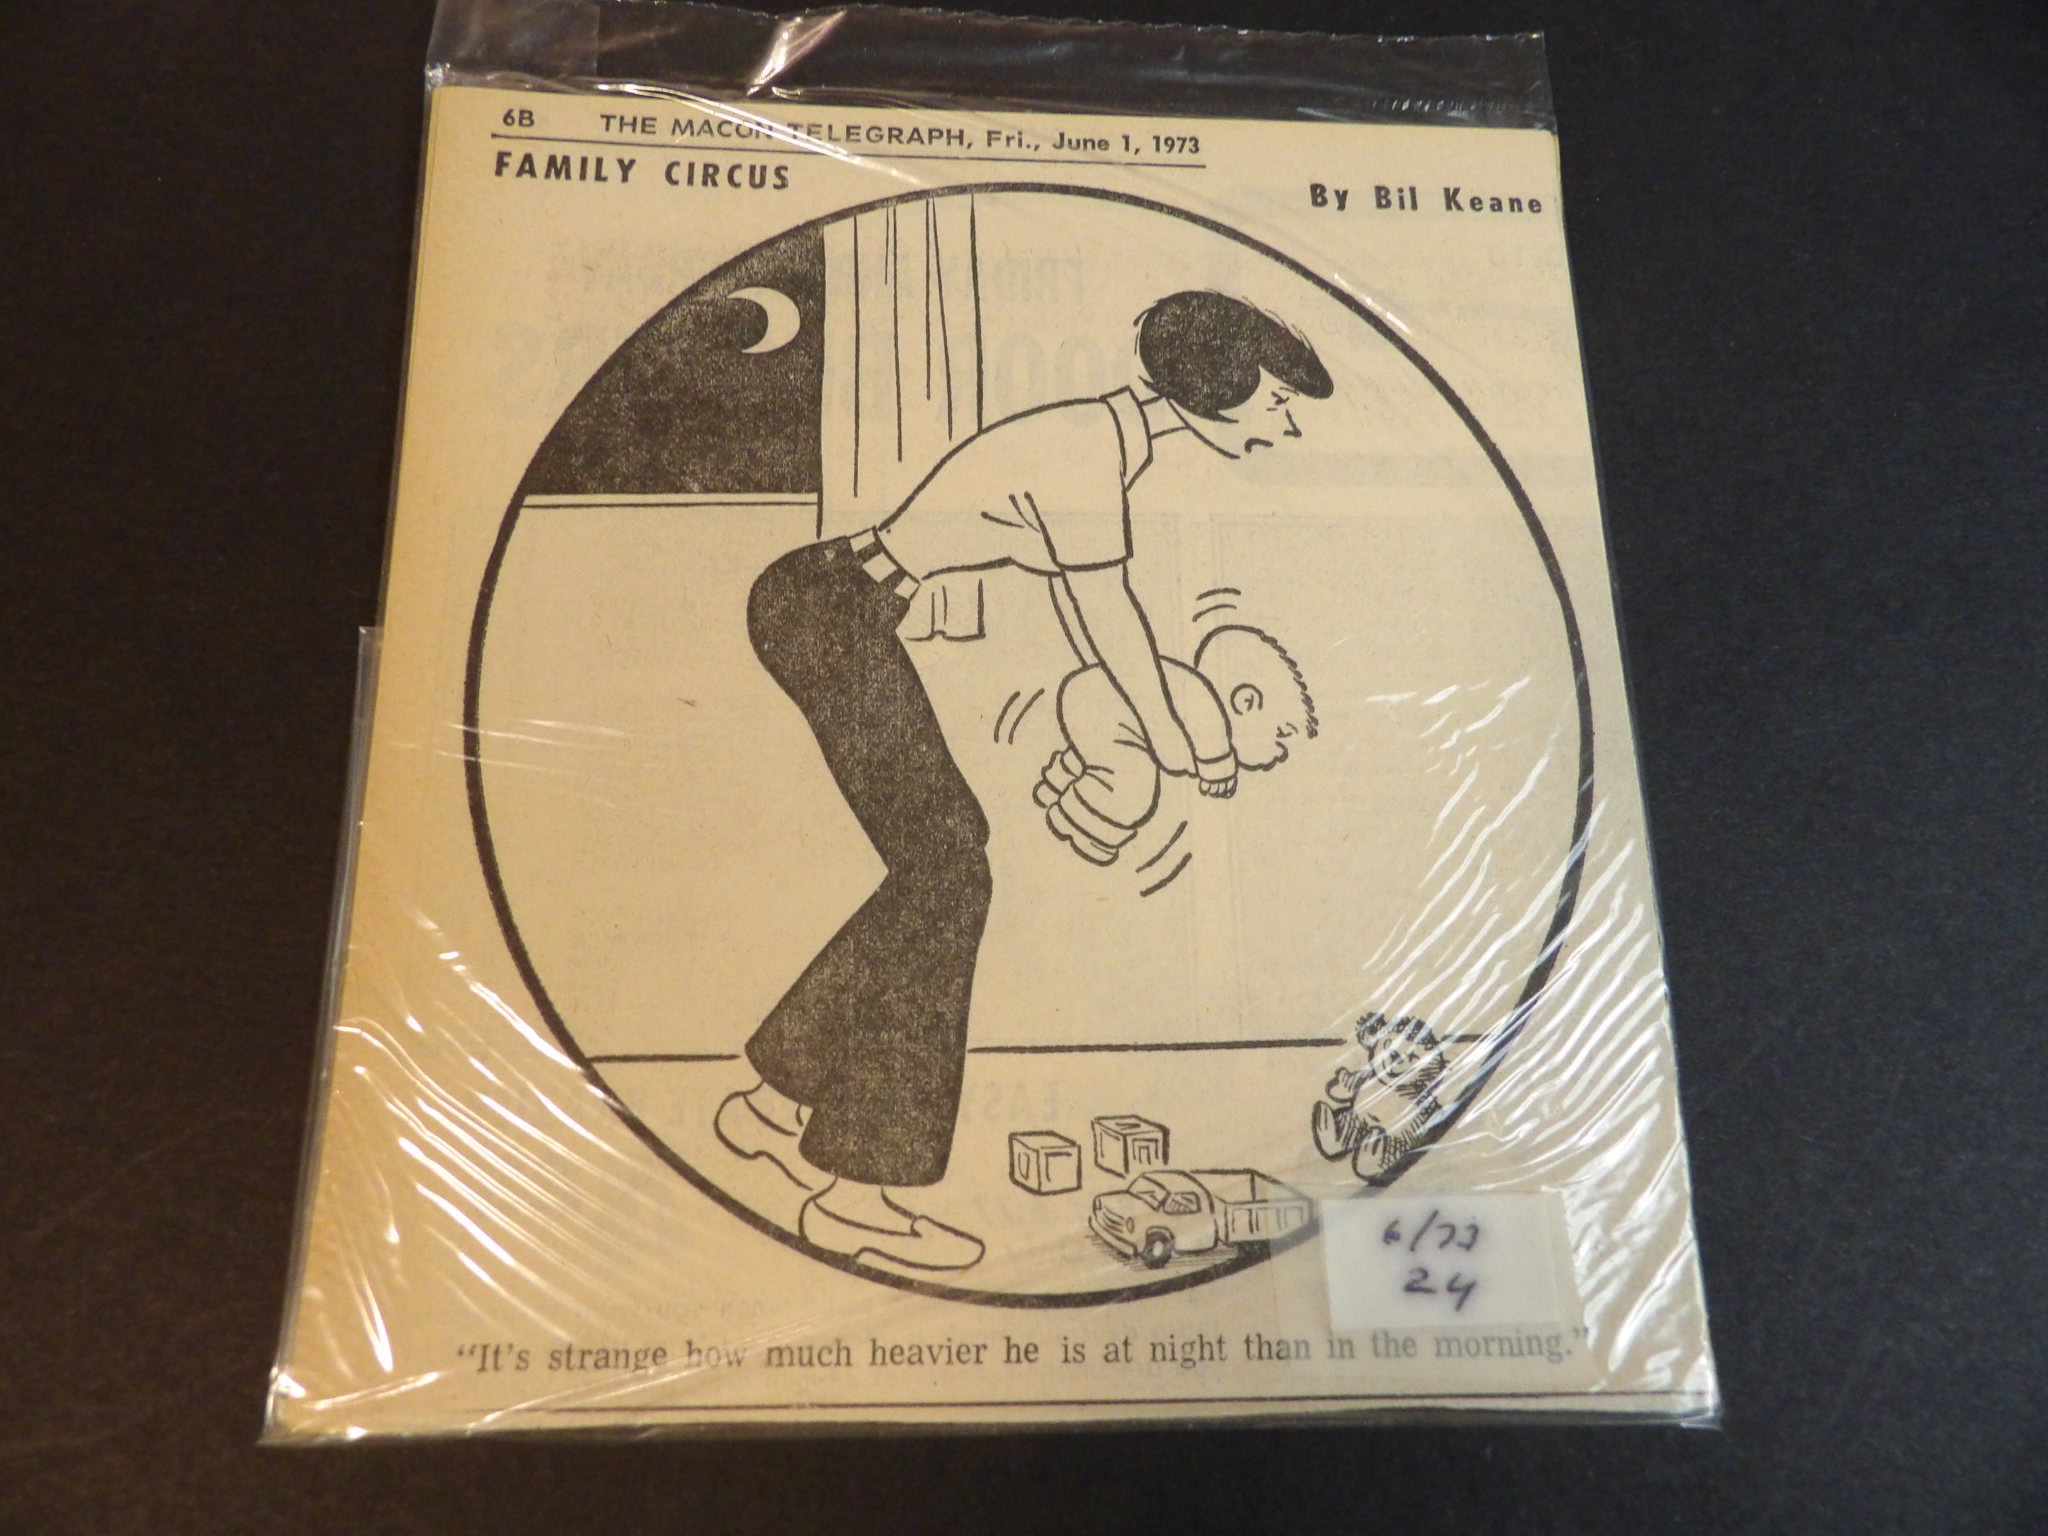 6B THE MACON TELEGRAPH, Fri., June 1, 1973
FAMILY CIRCUS
By Bil Keane
6/73
24
"It's strange how much heavier he is at night than in the morning."